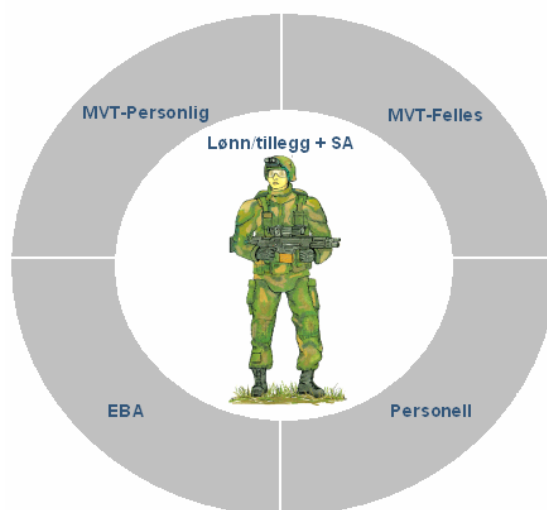 MVT-Personlig
MVT-Felles
Lønn/tillegg + SA
EBA
Personell